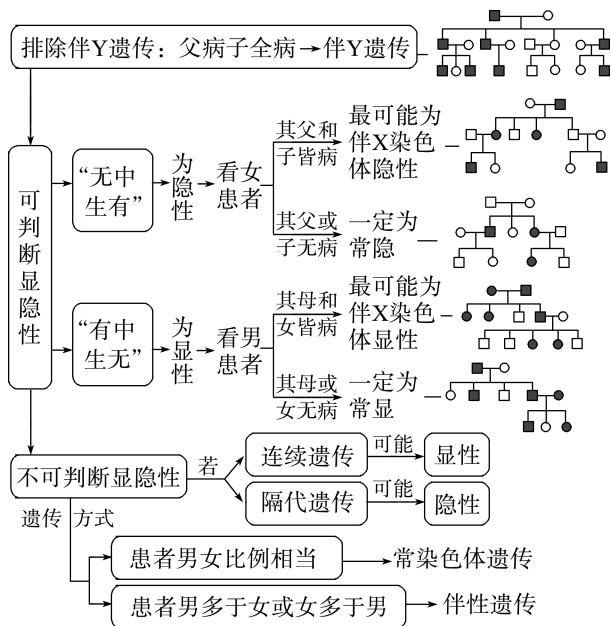 排除伴Y遗传：父病子全病→伴Y遗传
可判断显隐性
“无中生有”
为隐性
看女患者
其父和子皆病
最可能为伴X染色体隐性
其父或子无病
一定为常隐
“有中生无”
为显性
看男患者
其母和女皆病
最可能为伴X染色体显性
其母或女无病
一定为常显
不可判断显隐性
若
连续遗传
可能
显性
隔代遗传
可能
隐性
遗传方式
患者男女比例相当
常染色体遗传
患者男多于女或女多于男
伴性遗传